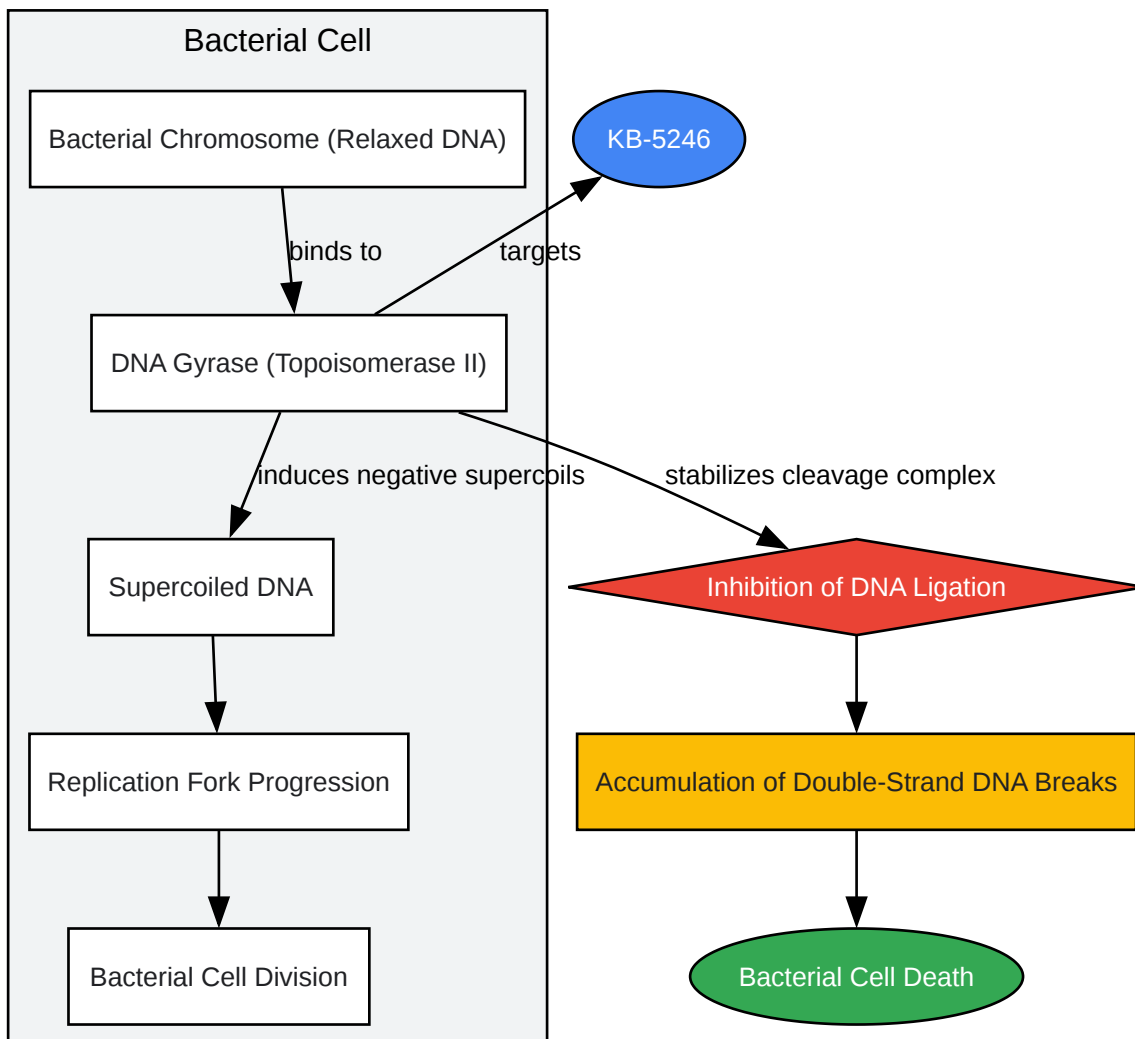 Bacterial Cell
Bacterial Chromosome (Relaxed DNA)
KB-5246
binds to
targets
DNA Gyrase (Topoisomerase II)
induces negative supercoils
stabilizes cleavage complex
Supercoiled DNA
Inhibition of DNA Ligation
Replication Fork Progression
Accumulation of Double-Strand DNA Breaks
Bacterial Cell Division
Bacterial Cell Death